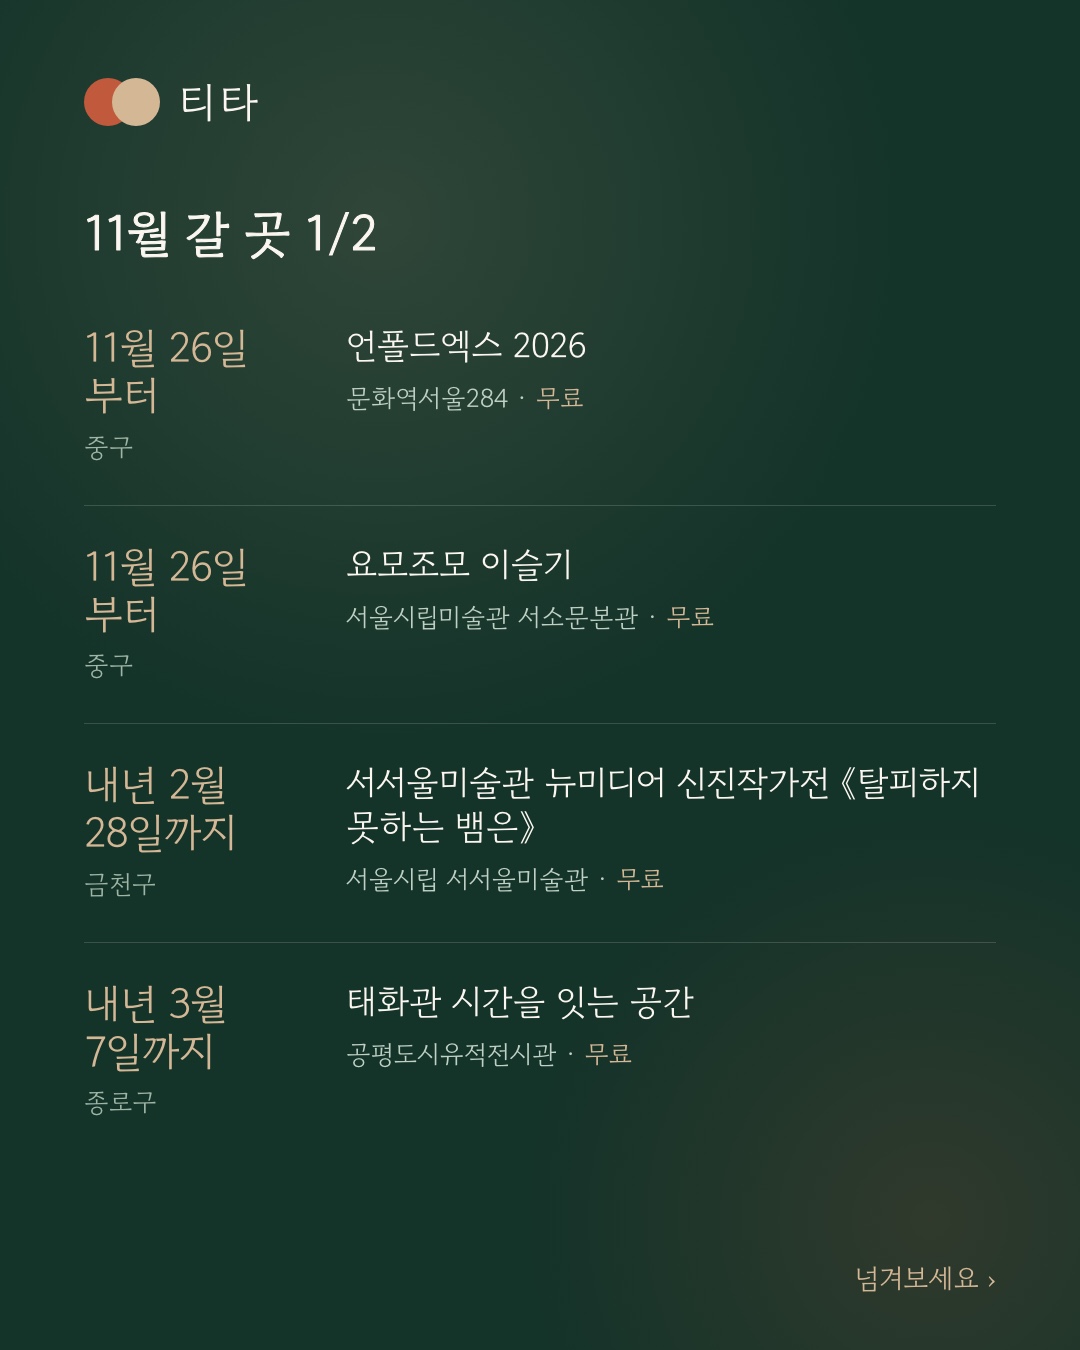 티타
11월 갈 곳 1/2
11월 26일
부터
중구
언폴드엑스 2026
문화역서울284 · 무료
11월 26일
부터
중구
요모조모 이슬기
서울시립미술관 서소문본관 · 무료
내년 2월
28일까지
금천구
서서울미술관 뉴미디어 신진작가전 《탈피하지
못하는 뱀은》
서울시립 서서울미술관 · 무료
내년 3월
7일까지
종로구
태화관 시간을 잇는 공간
공평도시유적전시관 · 무료
넘겨보세요 ›